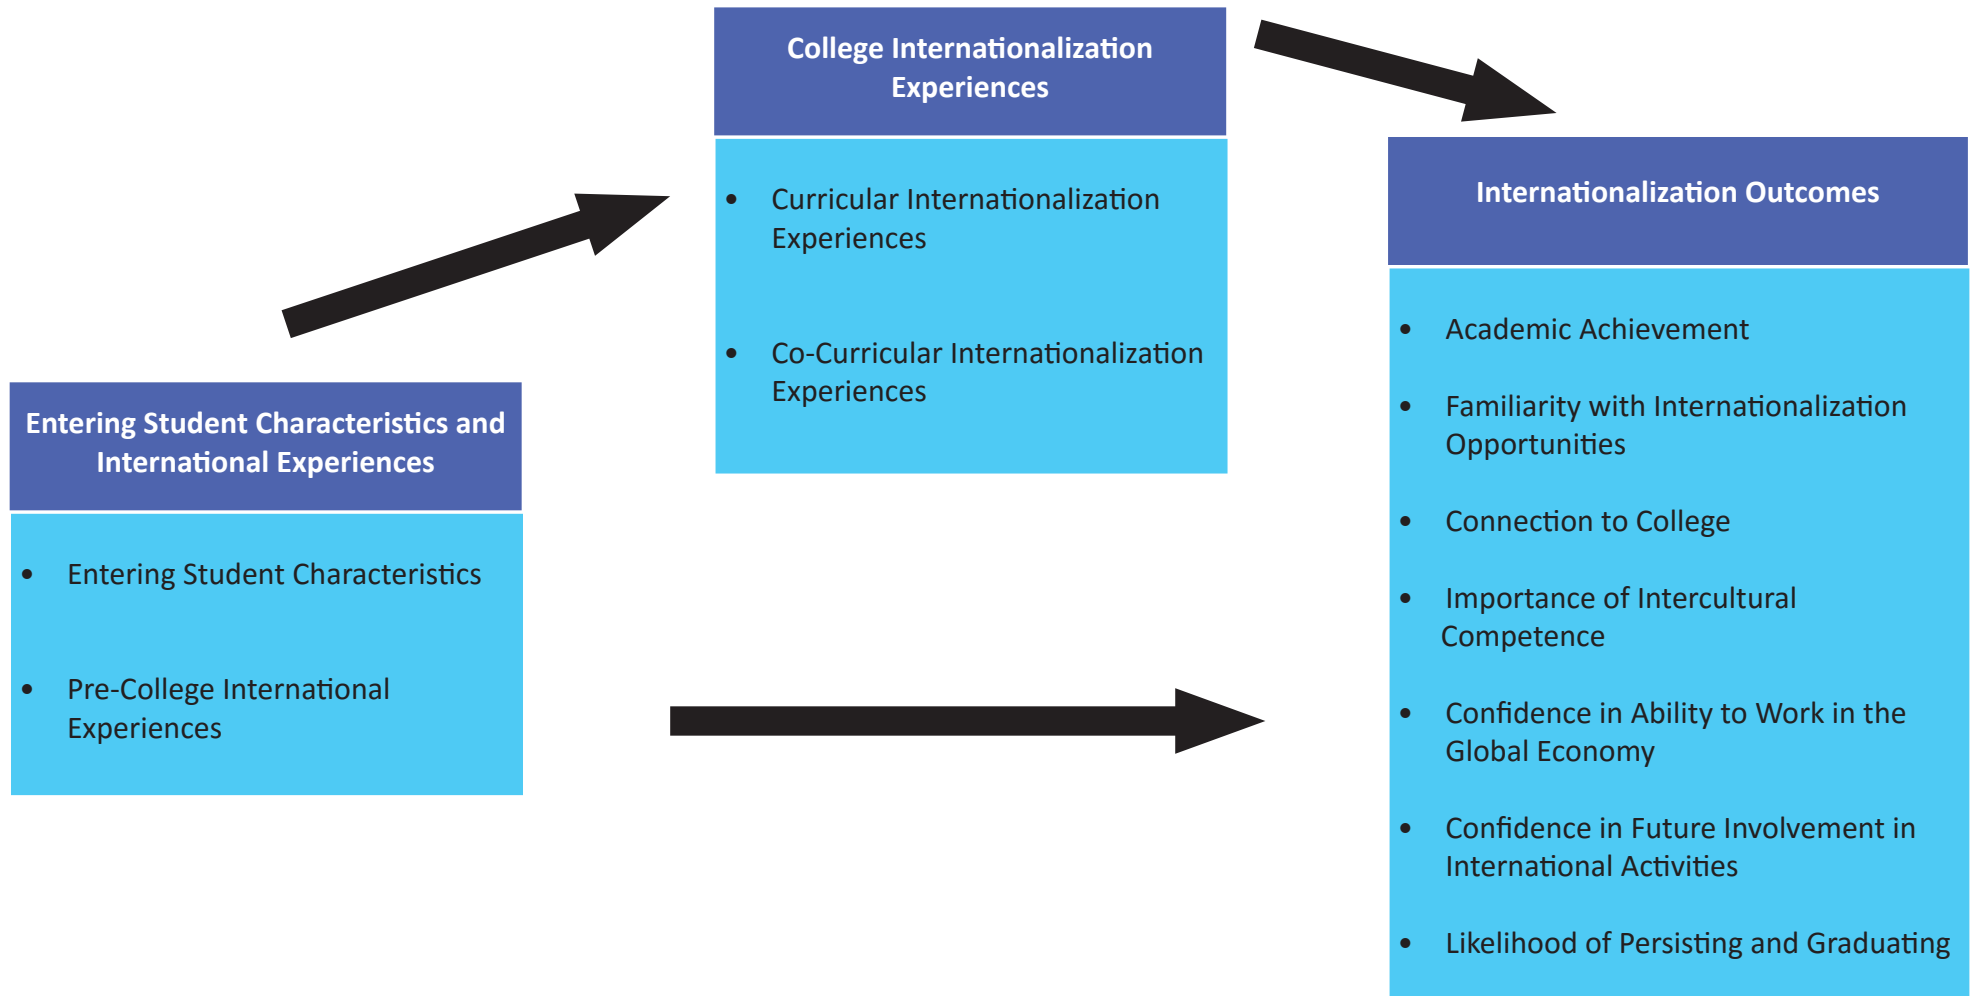 College Internationalization
Experiences
• Curricular Internationalization
Experiences
• Co-Curricular Internationalization
Experiences
Entering Student Characteristics and
International Experiences
• Entering Student Characteristics
• Pre-College International
Experiences
Internationalization Outcomes
• Academic Achievement
• Familiarity with Internationalization
Opportunities
• Connection to College
• Importance of Intercultural
Competence
• Confidence in Ability to Work in the
Global Economy
• Confidence in Future Involvement in
International Activities
• Likelihood of Persisting and Graduating